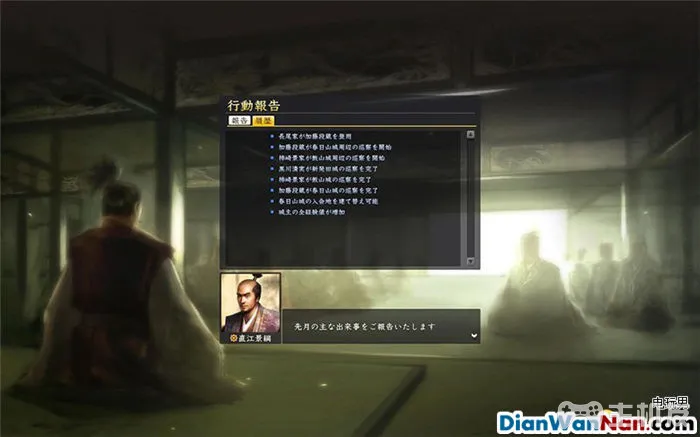 行動報告
報告 履歴
長尾家が加藤段蔵を登用
加藤段蔵が春日山城周辺の巡察を開始
柿崎景家が飯山城周辺の巡察を開始
黒川清実が新発田城の巡察を完了
柿崎景家が飯山城の巡察を完了
加藤段蔵が春日山城の巡察を完了
春日山城の入会地を建て替え可能
城主の全経験値が増加
先月の主な出来事をご報告いたします
直江景綱
电玩男
DianWanNan.com